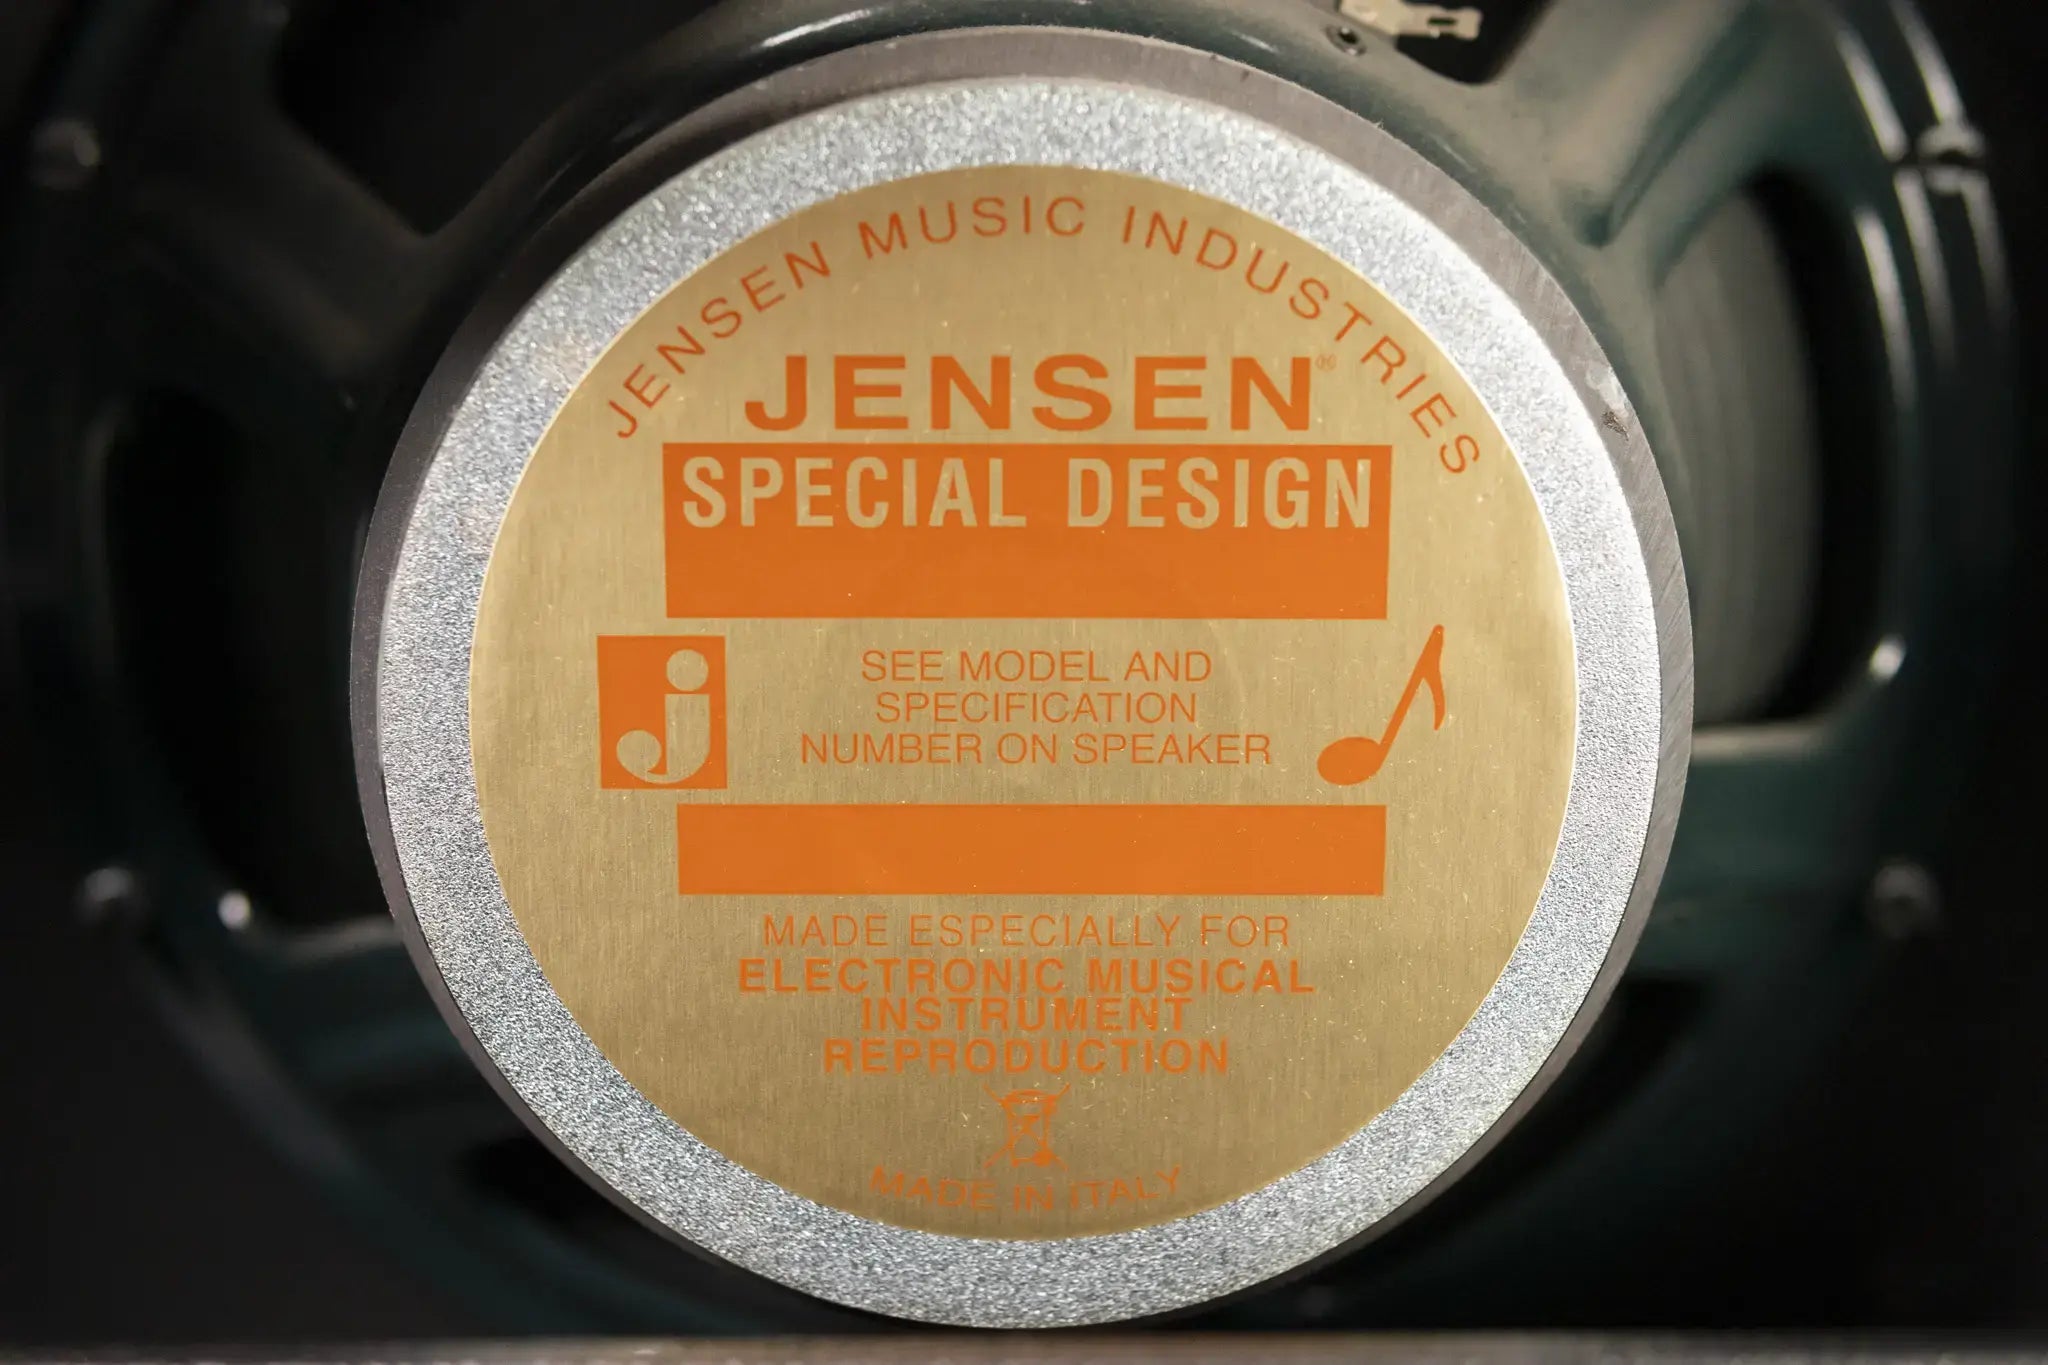 JENSEN MUSIC INDUSTRIES
JENSEN®
SPECIAL DESIGN
j
SEE MODEL AND
SPECIFICATION
NUMBER ON SPEAKER
MADE ESPECIALLY FOR
ELECTRONIC MUSICAL
INSTRUMENT
REPRODUCTION
MADE IN ITALY